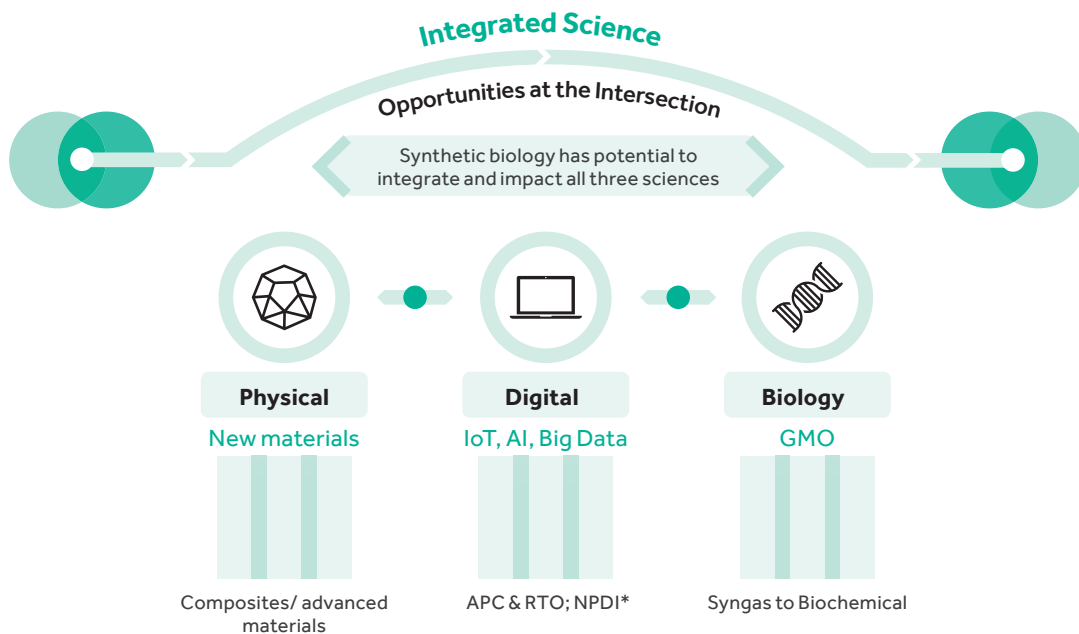 Integrated Science
Opportunities at the Intersection
Synthetic biology has potential to
integrate and impact all three sciences
Physical
Digital
Biology
New materials
IoT, AI, Big Data
GMO
Composites/ advanced
materials
APC & RTO; NPDI*
Syngas to Biochemical